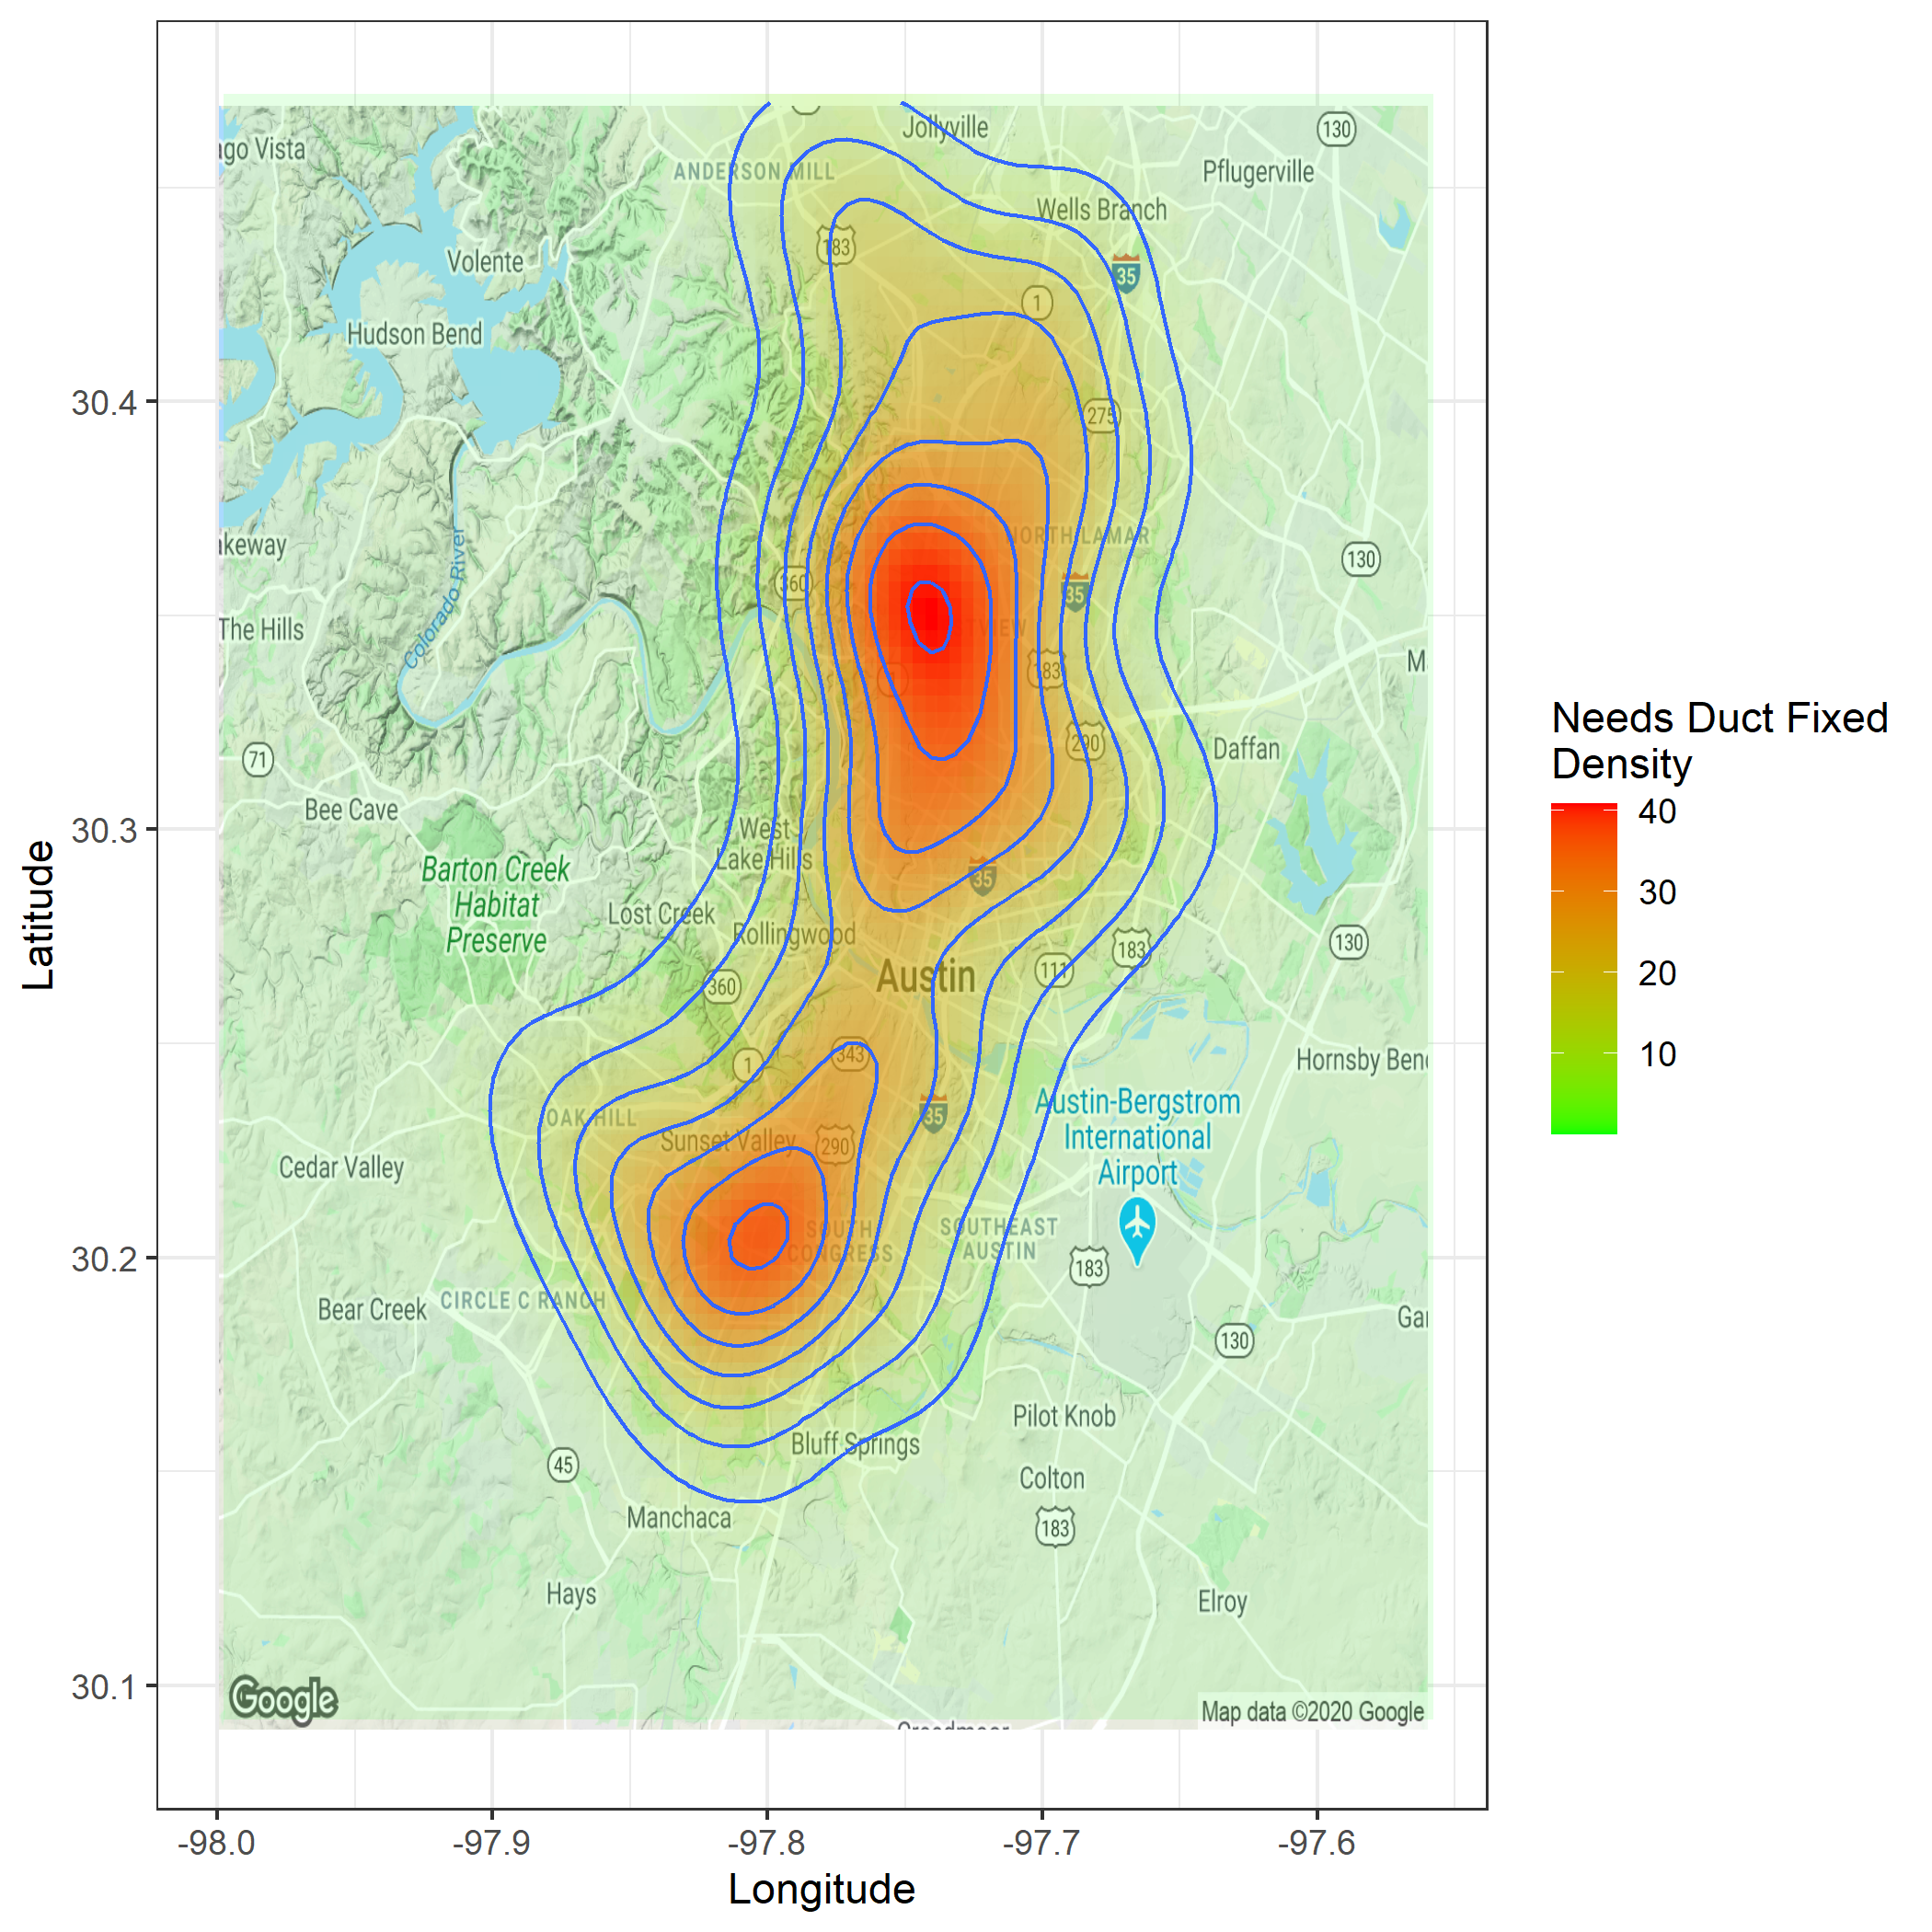 Jollyville
130
ago Vista
ANDERSON MILL
Pflugerville
Wells Branch
183
Volente
35
1
Hudson Bend
30.4
275
NORTH LAMAR
akeway
130
360
35
Colorado River
The Hills
TVIEW
M
183
Needs Duct Fixed
Density
290
Daffan
71
40
Bee Cave
30.3
West
Lake Hills
Latitude
Barton Creek
Habitat
Preserve
35
30
Lost Creek
Rollingwood
183
130
Austin
111
20
360
343
1
Hornsby Ben
10
Austin-Bergstrom
International
Airport
OAK HILL
35
Sunset Valley
290
Cedar Valley
SOUTH
CONGRESS
SOUTHEAST
AUSTIN
30.2
183
CIRCLE C RANCH
Bear Creek
Gar
130
Pilot Knob
Bluff Springs
45
Colton
Manchaca
183
Hays
Elroy
30.1
Google
Map data ©2020 Google
-98.0
-97.9
-97.8
-97.7
-97.6
Longitude